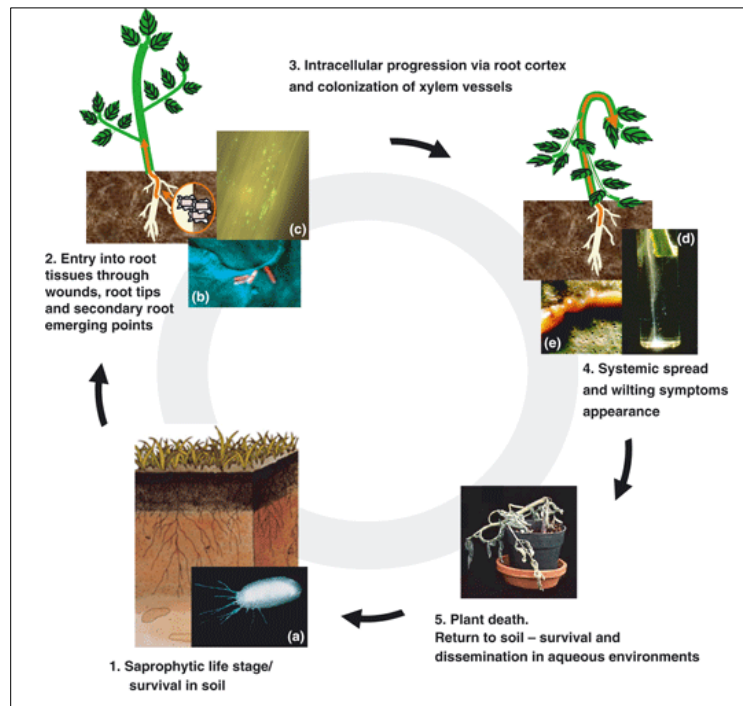 3. Intracellular progression via root cortex
and colonization of xylem vessels
(c)
(d)
2. Entry into root
tissues through
wounds, root tips
and secondary root
emerging points
(b)
(e)
4. Systemic spread
and wilting symptoms
appearance
(a)
5. Plant death.
Return to soil – survival and
dissemination in aqueous environments
1. Saprophytic life stage/
survival in soil